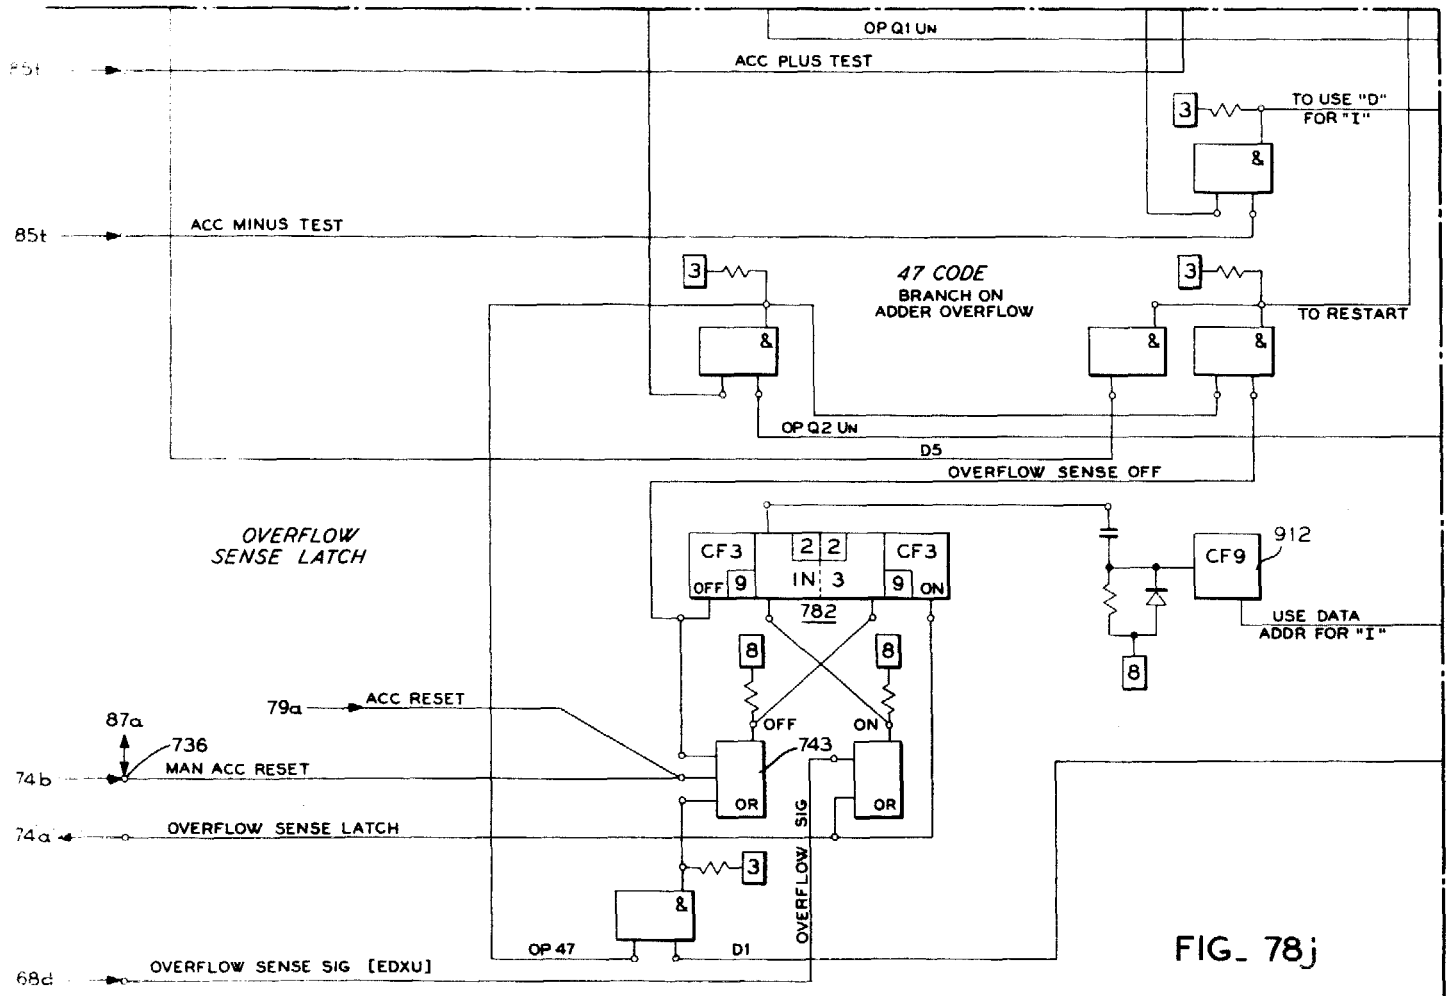 OP Q1 UN
85t
ACC PLUS TEST
3
TO USE "D"
FOR "I"
&
85t
ACC MINUS TEST
3
47 CODE
BRANCH ON
ADDER OVERFLOW
3
TO RESTART
&
&
&
OP Q2 UN
D5
OVERFLOW SENSE OFF
OVERFLOW
SENSE LATCH
CF3
2
2
CF3
OFF
9
IN
3
9
ON
782
CF9
912
USE DATA
ADDR FOR "I"
8
8
8
79a
ACC RESET
OFF
ON
87a
736
743
74b
MAN ACC RESET
OR
OR
74a
OVERFLOW SENSE LATCH
OVERFLOW SIG
3
&
OP 47
D1
68d
OVERFLOW SENSE SIG [EDXU]
FIG_ 78j